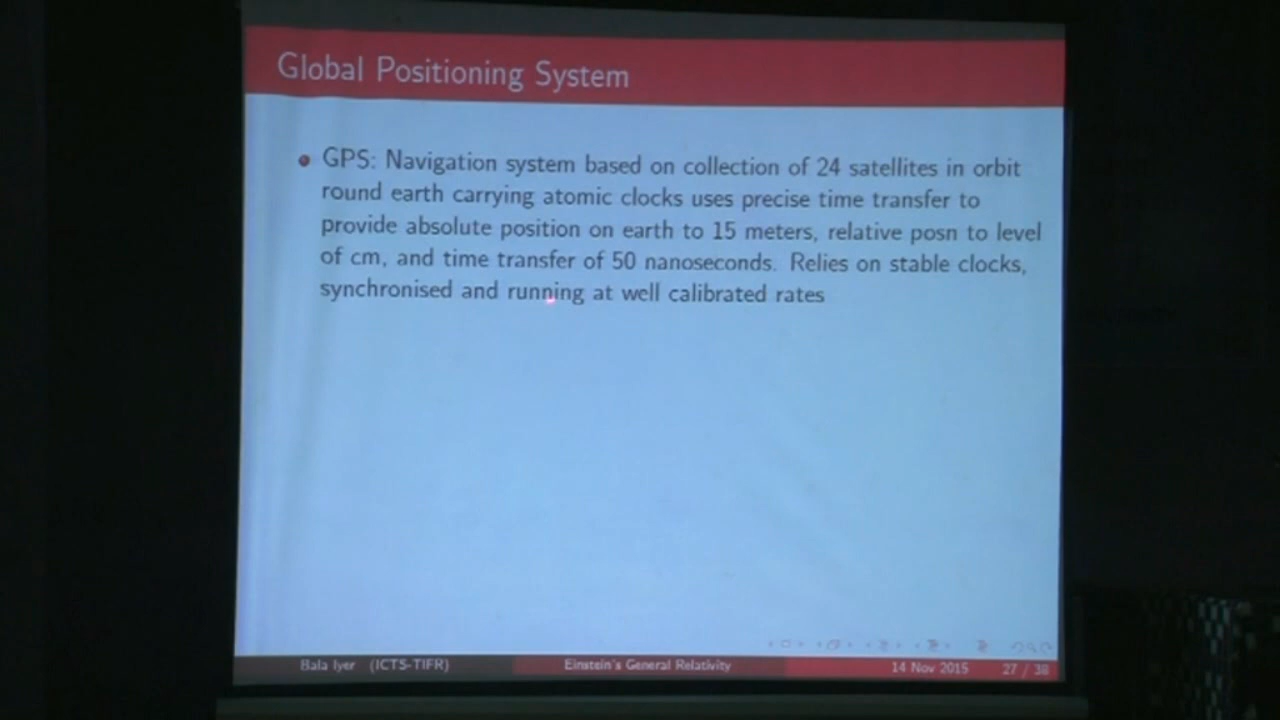 Global Positioning System
GPS: Navigation system based on collection of 24 satellites in orbit
round earth carrying atomic clocks uses precise time transfer to
provide absolute position on earth to 15 meters, relative posn to level
of cm, and time transfer of 50 nanoseconds. Relies on stable clocks,
synchronised and running at well calibrated rates
Bala Iyer (ICTS-TIFR) Einstein's General Relativity 14 Nov 2015 27 / 38